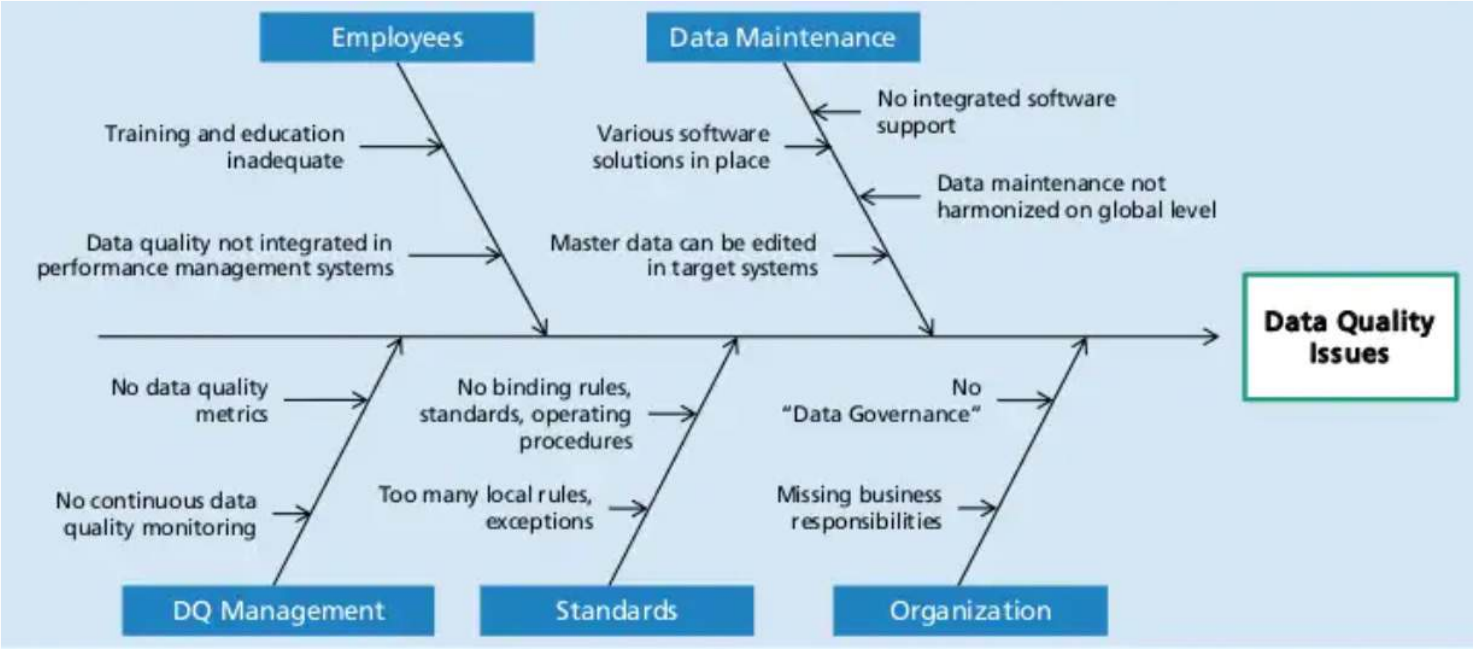 Employees
Data Maintenance
Training and education
inadequate
Data quality not integrated in
performance management systems
Various software
solutions in place
Master data can be edited
in target systems
No integrated software
support
Data maintenance not
harmonized on global level
Data Quality
Issues
No data quality
metrics
No continuous data
quality monitoring
No binding rules,
standards, operating
procedures
Too many local rules,
exceptions
No
“Data Governance“
Missing business
responsibilities
DQ Management
Standards
Organization